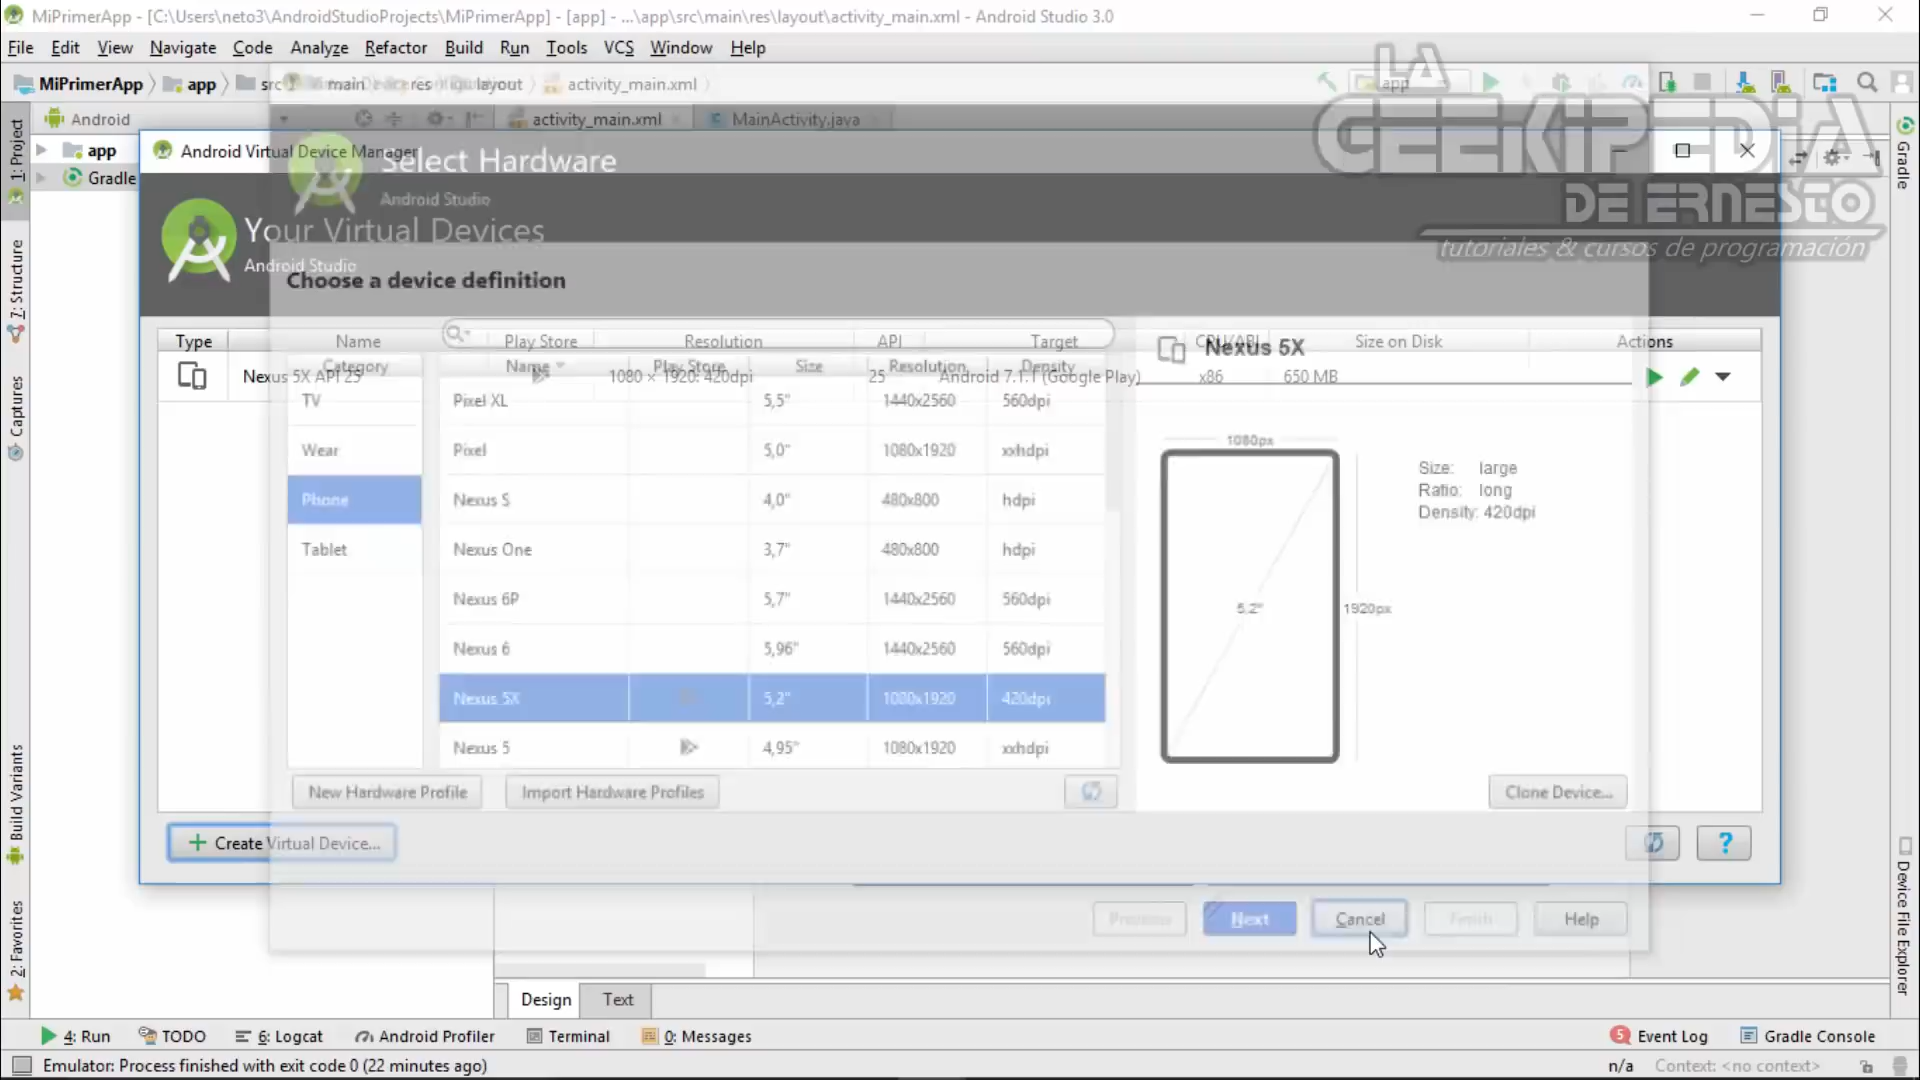 MiPrimerApp - [C:\Users\neto3\AndroidStudioProjects\MiPrimerApp] - [app] - ...\app\src\main\res\layout\activity_main.xml - Android Studio 3.0
File Edit View Navigate Code Analyze Refactor Build Run Tools VCS Window Help
MiPrimerApp app src main res layout activity_main.xml app
LA
GEEKIPEDIA
DE ERNESTO
tutoriales & cursos de programación
Android activity_main.xml MainActivity.java
1: Project
7: Structure
Captures
Build Variants
2: Favorites
app
Gradle
Android Virtual Device Manager
Select Hardware
Android Studio
Your Virtual Devices
Android Studio
Choose a device definition
Type Name Play Store Resolution API Target CPU/ABI Size on Disk Actions
Nexus 5X API 25 1080 × 1920: 420dpi 25 Android 7.1.1 (Google Play) x86 650 MB
Category Name Play Store Size Resolution Density
TV
Wear
Phone
Tablet
Pixel XL 5,5" 1440x2560 560dpi
Pixel 5,0" 1080x1920 xxhdpi
Nexus S 4,0" 480x800 hdpi
Nexus One 3,7" 480x800 hdpi
Nexus 6P 5,7" 1440x2560 560dpi
Nexus 6 5,96" 1440x2560 560dpi
Nexus 5X 5,2" 1080x1920 420dpi
Nexus 5 4,95" 1080x1920 xxhdpi
Nexus 5X
1080px
5,2"
1920px
Size: large
Ratio: long
Density: 420dpi
New Hardware Profile Import Hardware Profiles Clone Device...
Create Virtual Device... ?
Previous Next Cancel Finish Help
Gradle
Device File Explorer
Design Text
4: Run TODO 6: Logcat Android Profiler Terminal 0: Messages 5 Event Log Gradle Console
Emulator: Process finished with exit code 0 (22 minutes ago) n/a Context: <no context>